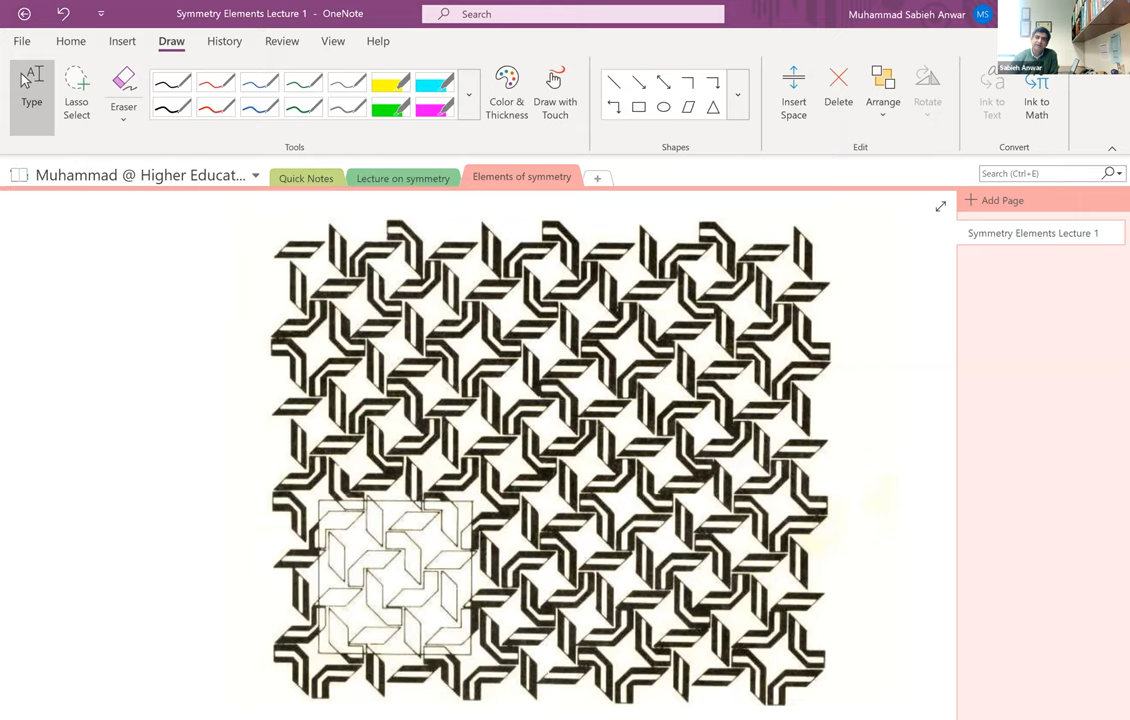 Symmetry Elements Lecture 1 - OneNote
Search
Muhammad Sabieh Anwar
MS
Sabieh Anwar
File
Home
Insert
Draw
History
Review
View
Help
Type
Lasso Select
Eraser
Color & Thickness
Draw with Touch
Insert Space
Delete
Arrange
Rotate
Ink to Text
Ink to Math
Tools
Shapes
Edit
Convert
Muhammad @ Higher Educat...
Quick Notes
Lecture on symmetry
Elements of symmetry
Search (Ctrl+E)
Add Page
Symmetry Elements Lecture 1